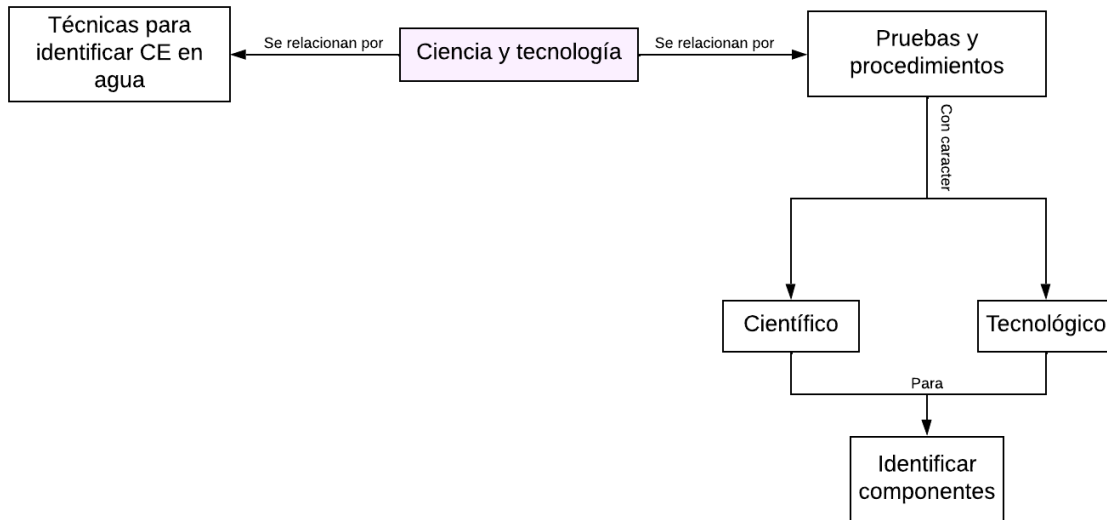 Técnicas para
identificar CE en
agua
Se relacionan por
Ciencia y tecnología
Se relacionan por
Pruebas y
procedimientos
Con caracter
Científico
Tecnológico
Para
Identificar
componentes